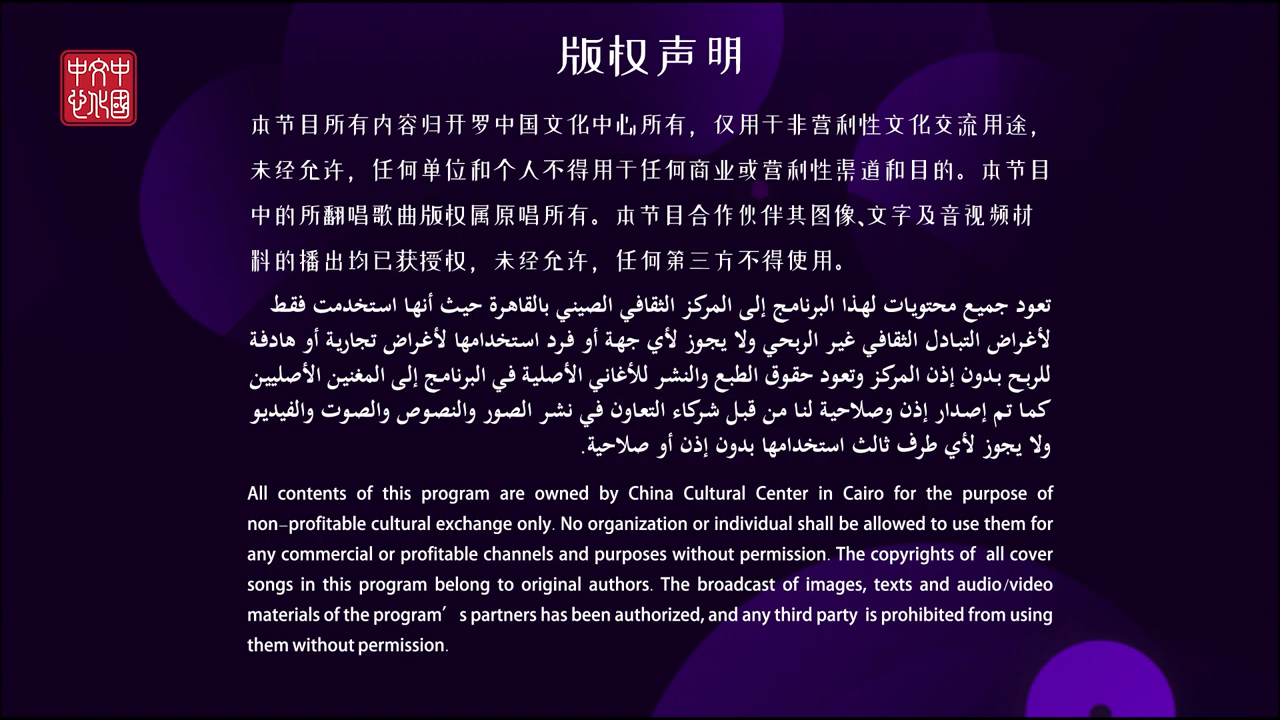 中国文化中心
版权声明
本节目所有内容归开罗中国文化中心所有，仅用于非营利性文化交流用途，
未经允许，任何单位和个人不得用于任何商业或营利性渠道和目的。本节目
中的所翻唱歌曲版权属原唱所有。本节目合作伙伴其图像、文字及音视频材
料的播出均已获授权，未经允许，任何第三方不得使用。
تعود جميع محتويات لهذا البرنامج إلى المركز الثقافي الصيني بالقاهرة حيث أنها استخدمت فقط
لأغراض التبادل الثقافي غير الربحي ولا يجوز لأي جهة أو فرد استخدامها لأغراض تجارية أو هادفة
للربح بدون إذن المركز وتعود حقوق الطبع والنشر للأغاني الأصلية في البرنامج إلى المغنين الأصليين
كما تم إصدار إذن وصلاحية لنا من قبل شركاء التعاون في نشر الصور والنصوص والصوت والفيديو
ولا يجوز لأي طرف ثالث استخدامها بدون إذن أو صلاحية.
All contents of this program are owned by China Cultural Center in Cairo for the purpose of
non-profitable cultural exchange only. No organization or individual shall be allowed to use them for
any commercial or profitable channels and purposes without permission. The copyrights of all cover
songs in this program belong to original authors. The broadcast of images, texts and audio/video
materials of the program′ s partners has been authorized, and any third party is prohibited from using
them without permission.